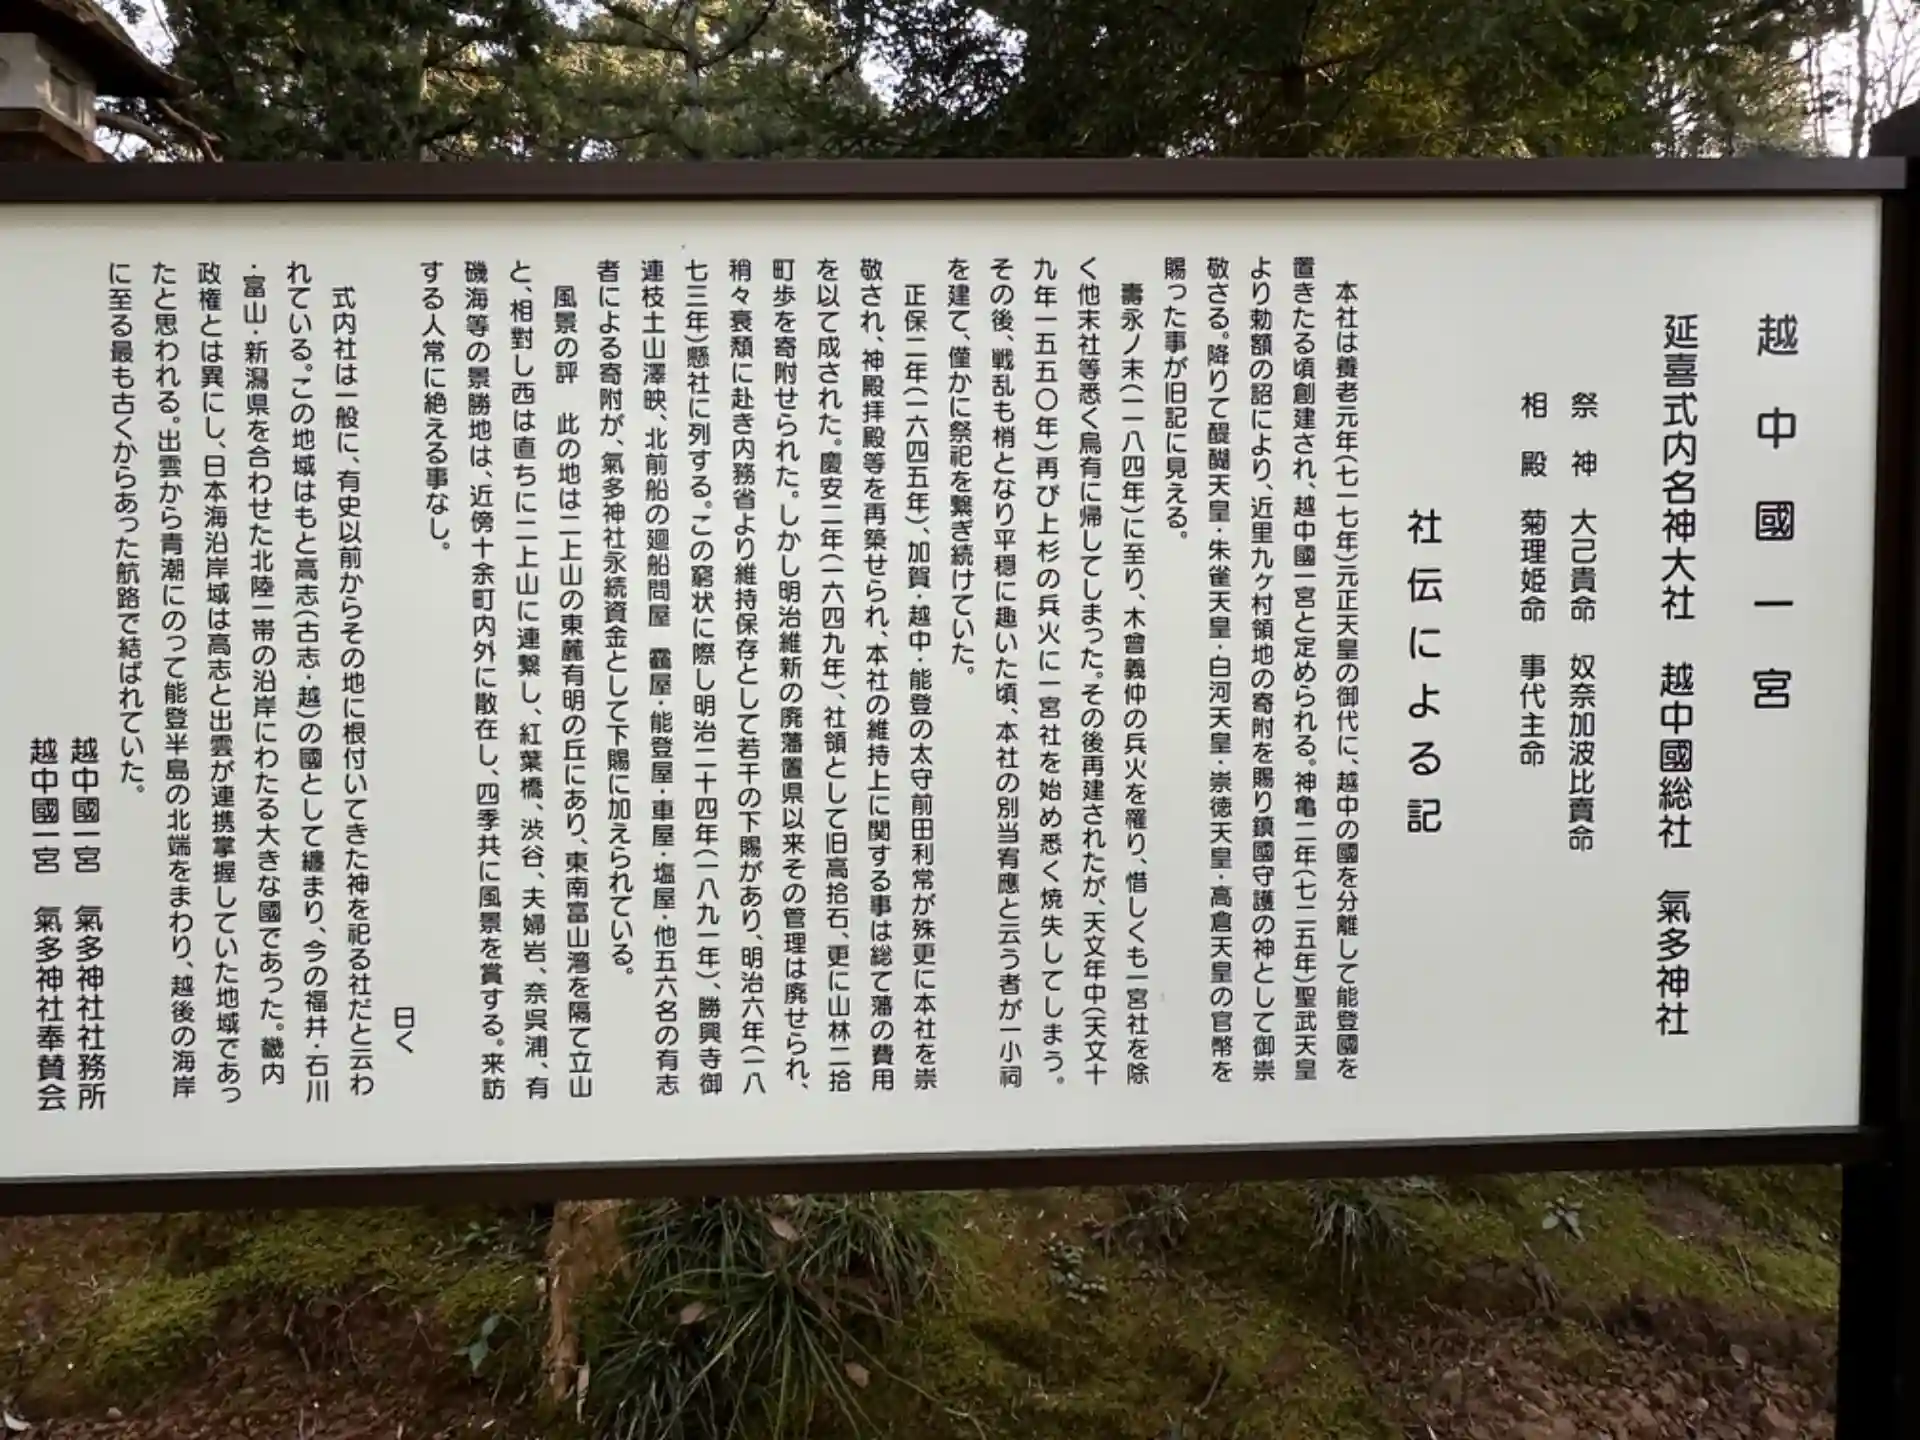 越中國一宮
延喜式内名神大社　越中國総社　氣多神社
祭　神　大己貴命　奴奈加波比賣命
相　殿　菊理姫命　事代主命
社伝による記
本社は養老元年(七一七年)元正天皇の御代に、越中の國を分離して能登國を
置きたる頃創建され、越中國一宮と定められる。神亀二年(七二五年)聖武天皇
より勅額の詔により、近里九ヶ村領地の寄附を賜り鎮國守護の神として御崇
敬さる。降りて醍醐天皇・朱雀天皇・白河天皇・崇徳天皇・高倉天皇の官幣を
賜った事が旧記に見える。
壽永ノ末(一一八四年)に至り、木曾義仲の兵火を罹り、惜しくも一宮社を除
く他末社等悉く烏有に帰してしまった。その後再建されたが、天文年中(天文十
九年一五五〇年)再び上杉の兵火に一宮社を始め悉く焼失してしまう。
その後、戦乱も梢となり平穏に趣いた頃、本社の別当宥應と云う者が一小祠
を建て、僅かに祭祀を繋ぎ続けていた。
正保二年(一六四五年)、加賀・越中・能登の太守前田利常が殊更に本社を崇
敬され、神殿拝殿等を再築せられ、本社の維持上に関する事は総て藩の費用
を以て成された。慶安二年(一六四九年)、社領として旧高拾石、更に山林二拾
町歩を寄附せられた。しかし明治維新の廃藩置県以来その管理は廃せられ、
稍々衰頽に赴き内務省より維持保存として若干の下賜があり、明治六年(一八
七三年)懸社に列する。この窮状に際し明治二十四年(一八九一年)、勝興寺御
連枝土山澤映、北前船の廻船問屋　靏屋・能登屋・車屋・塩屋・他五六名の有志
者による寄附が、氣多神社永続資金として下賜に加えられている。
風景の評　此の地は二上山の東麓有明の丘にあり、東南富山湾を隔て立山
と、相對し西は直ちに二上山に連繋し、紅葉橋、渋谷、夫婦岩、奈呉浦、有
磯海等の景勝地は、近傍十余町内外に散在し、四季共に風景を賞する。来訪
する人常に絶える事なし。
曰く
式内社は一般に、有史以前からその地に根付いてきた神を祀る社だと云わ
れている。この地域はもと高志(古志・越)の國として纏まり、今の福井・石川
・富山・新潟県を合わせた北陸一帯の沿岸にわたる大きな國であった。畿内
政権とは異にし、日本海沿岸域は高志と出雲が連携掌握していた地域であっ
たと思われる。出雲から青潮にのって能登半島の北端をまわり、越後の海岸
に至る最も古くからあった航路で結ばれていた。
越中國一宮　氣多神社社務所
越中國一宮　氣多神社奉賛会